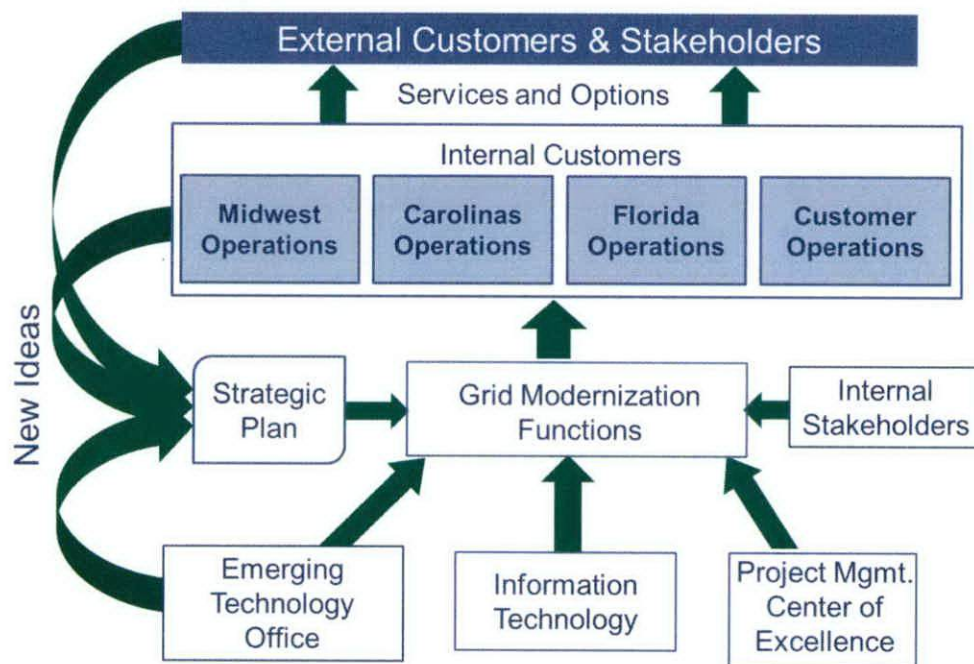 External Customers & Stakeholders
Services and Options
Internal Customers
Midwest
Operations
Carolinas
Operations
Florida
Operations
Customer
Operations
New Ideas
Strategic
Plan
Grid Modernization
Functions
Internal
Stakeholders
Emerging
Technology
Office
Information
Technology
Project Mgmt.
Center of
Excellence